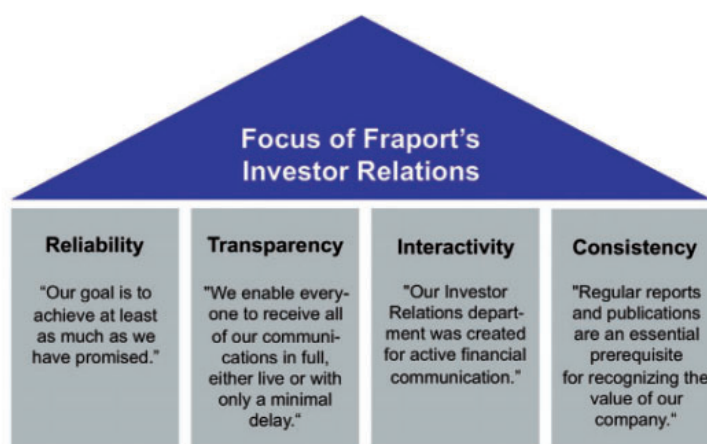 Focus of Fraport’s
Investor Relations
Reliability
“Our goal is to
achieve at least
as much as we
have promised.”
Transparency
"We enable every-
one to receive all
of our communi-
cations in full,
either live or with
only a minimal
delay.“
Interactivity
"Our Investor
Relations depart-
ment was created
for active financial
communication.”
Consistency
"Regular reports
and publications
are an essential
prerequisite
for recognizing the
value of our
company.“